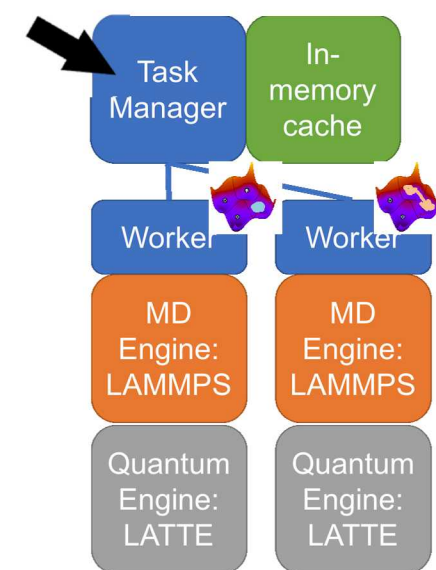 Task
Manager
In-
memory
cache
Worker
Worker
MD
Engine:
LAMMPS
MD
Engine:
LAMMPS
Quantum
Engine:
LATTE
Quantum
Engine:
LATTE